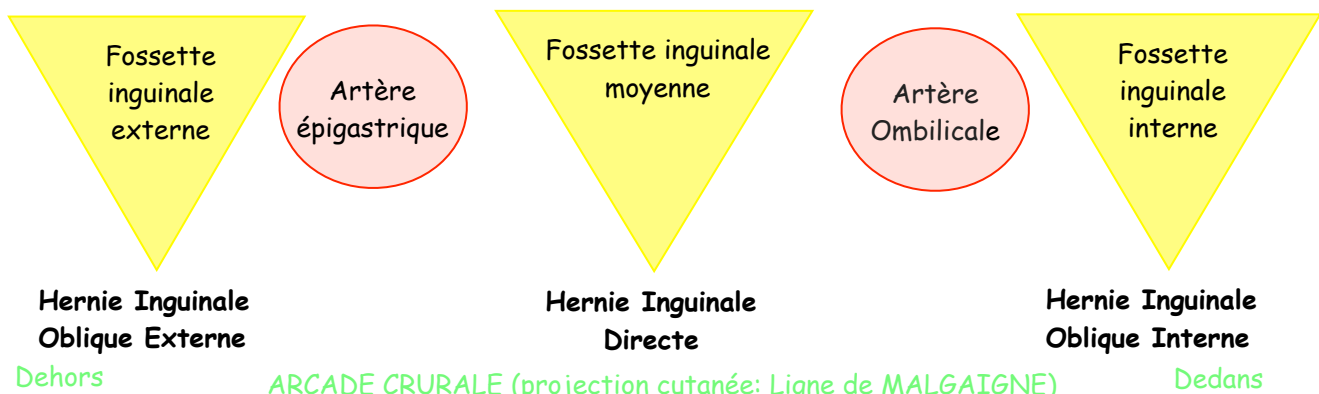 Fossette
inguinale
externe
Artère
épigastrique
Fossette inguinale
moyenne
Artère
Ombilicale
Fossette
inguinale
interne
Hernie Inguinale
Oblique Externe
Hernie Inguinale
Directe
Hernie Inguinale
Oblique Interne
Dehors
ARCADE CRURALE (projection cutanée: Ligne de MALGAIGNE)
Dedans